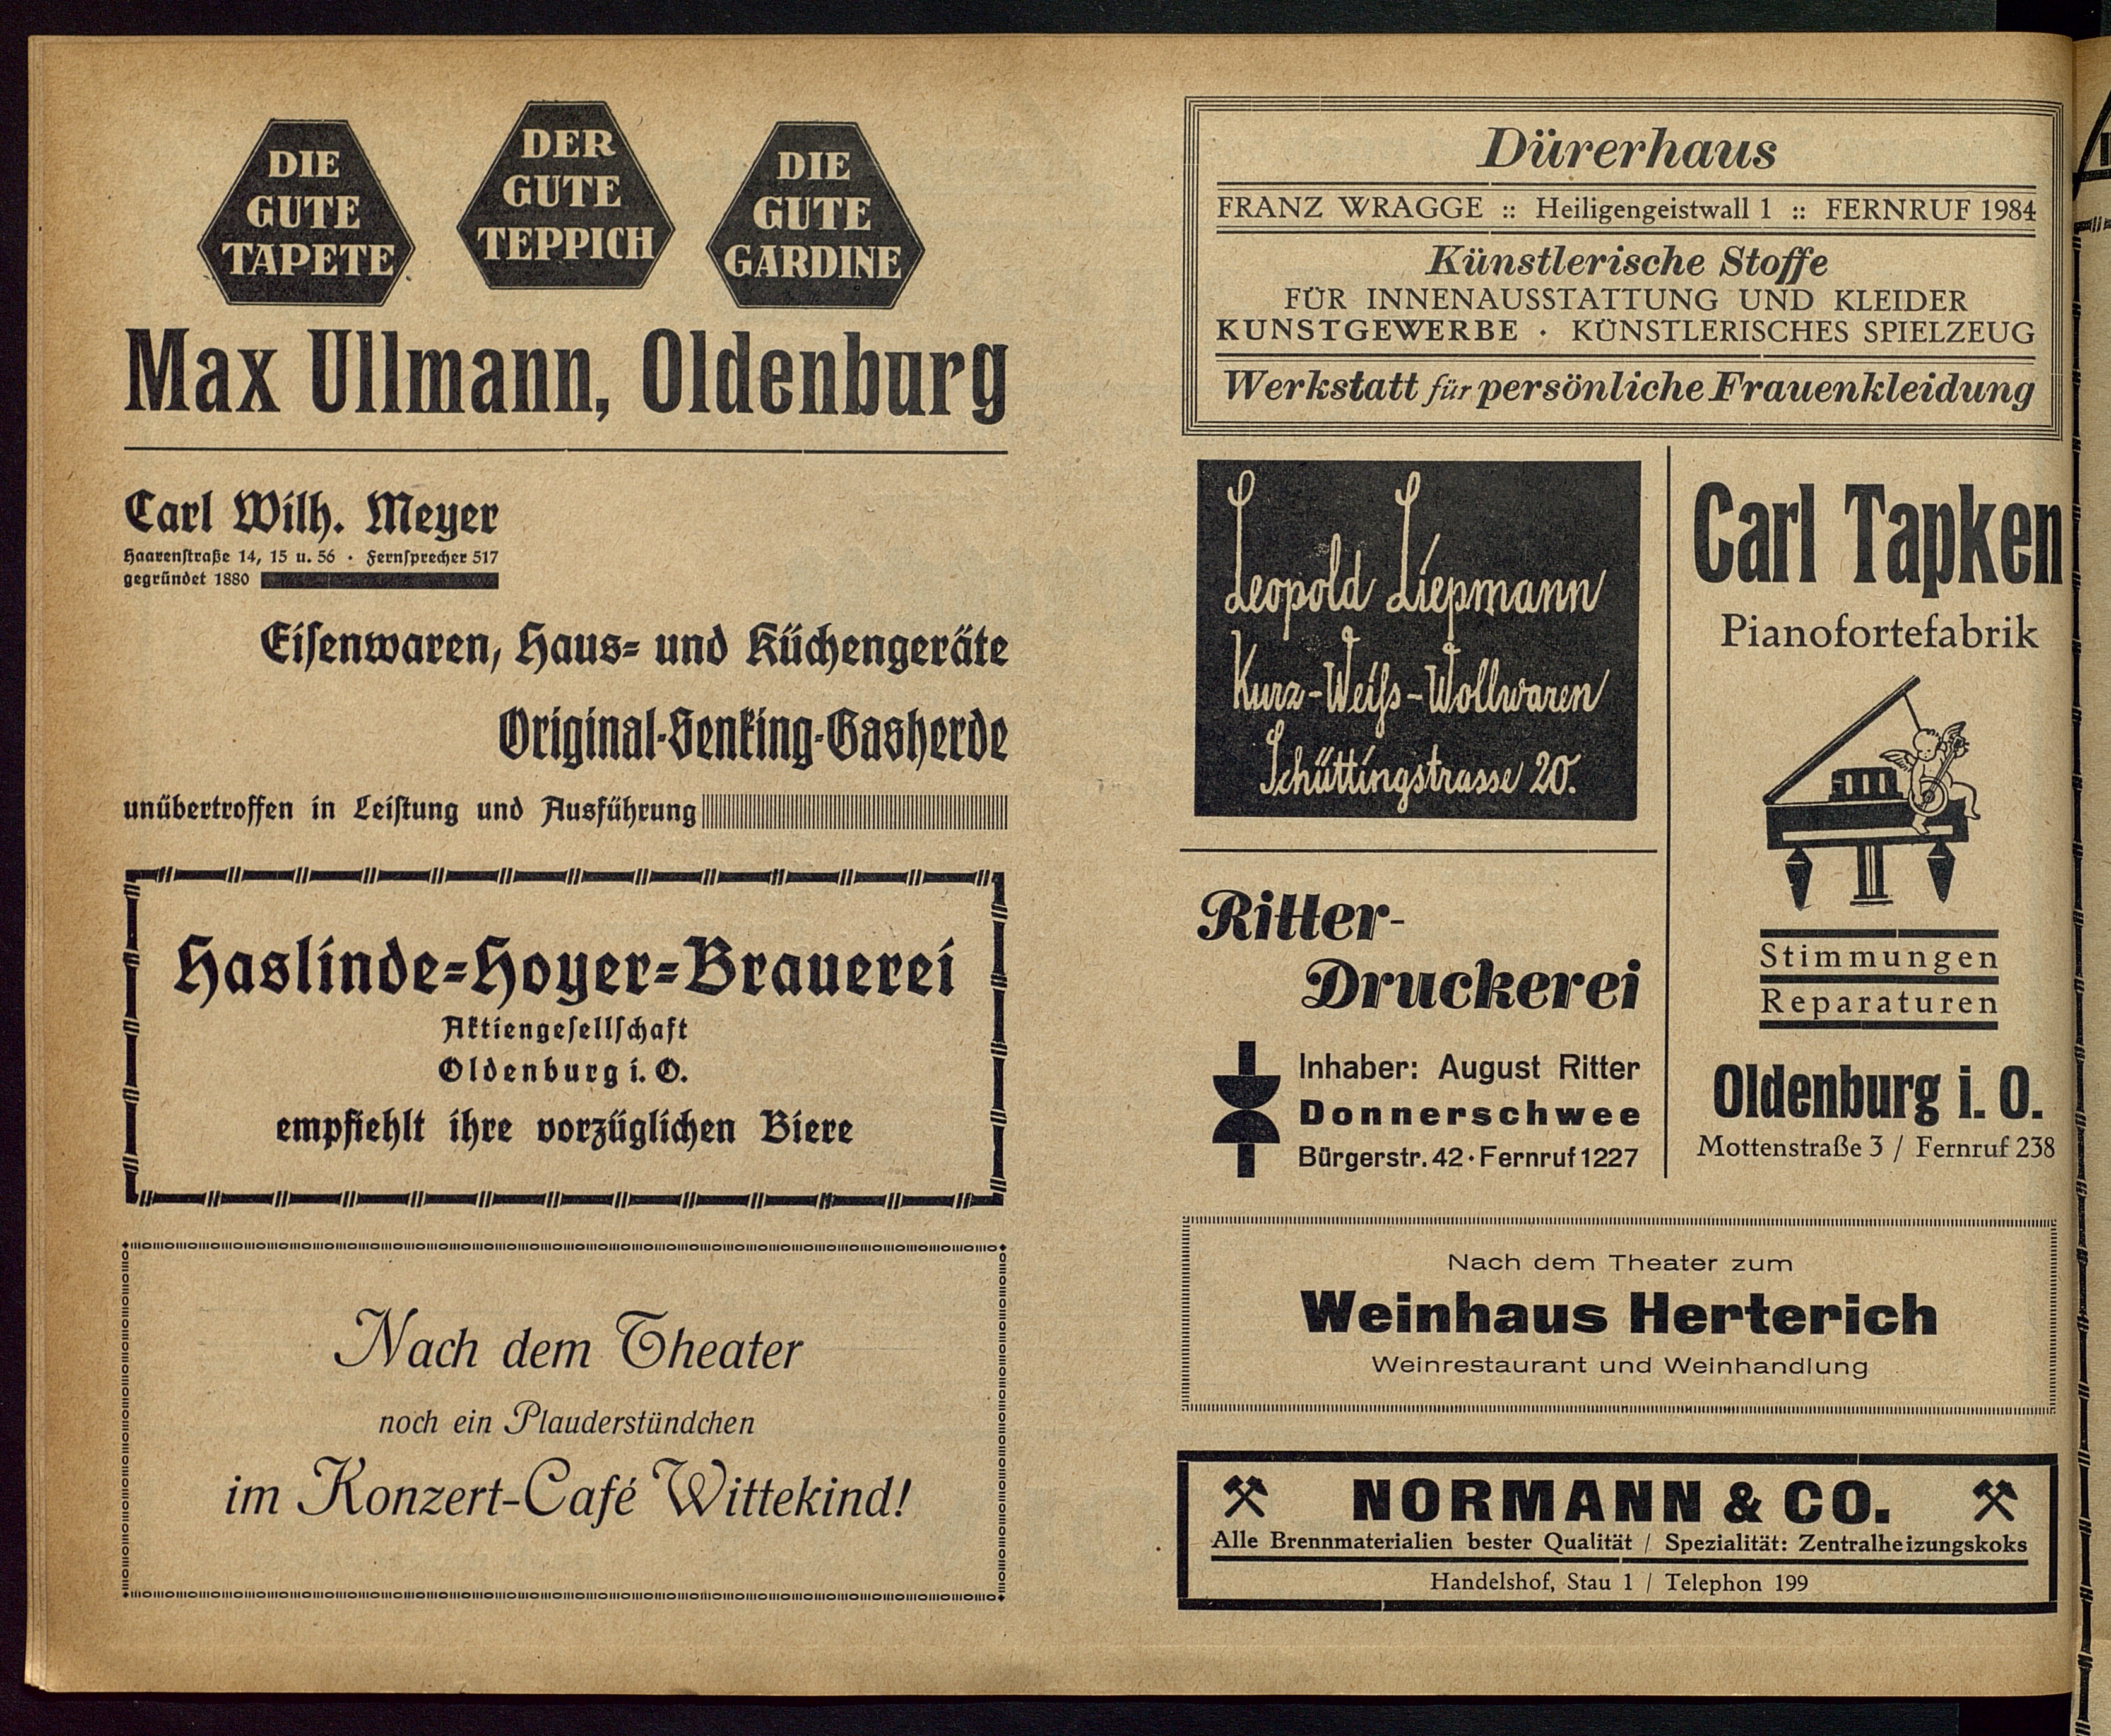 DIE
GUTE
TAPETE
DER
GUTE
TEPPICH
DIE
GUTE
GARDINE
Max Ullmann, Oldenburg
Carl Wilh. Meyer
Haarenstraße 14, 15 u. 56 · Fernsprecher 517
gegründet 1880
Eisenwaren, Haus- und Küchengeräte
Original-Senking-Gasherde
unübertroffen in Leistung und Ausführung
Haslinde-Hoyer-Brauerei
Aktiengesellschaft
Oldenburg i. O.
empfiehlt ihre vorzüglichen Biere
Nach dem Theater
noch ein Plauderstündchen
im Konzert-Café Wittekind!
Dürerhaus
FRANZ WRAGGE :: Heiligengeistwall 1 :: FERNRUF 1984
Künstlerische Stoffe
FÜR INNENAUSSTATTUNG UND KLEIDER
KUNSTGEWERBE · KÜNSTLERISCHES SPIELZEUG
Werkstatt für persönliche Frauenkleidung
Leopold Liepmann
Kurz-Weiß-Wollwaren
Schüttingstrasse 20.
Ritter-
Druckerei
Inhaber: August Ritter
Donnerschwee
Bürgerstr. 42 · Fernruf 1227
Carl Tapken
Pianofortefabrik
Stimmungen
Reparaturen
Oldenburg i. O.
Mottenstraße 3 / Fernruf 238
Nach dem Theater zum
Weinhaus Herterich
Weinrestaurant und Weinhandlung
NORMANN & CO.
Alle Brennmaterialien bester Qualität / Spezialität: Zentralheizungskoks
Handelshof, Stau 1 / Telephon 199